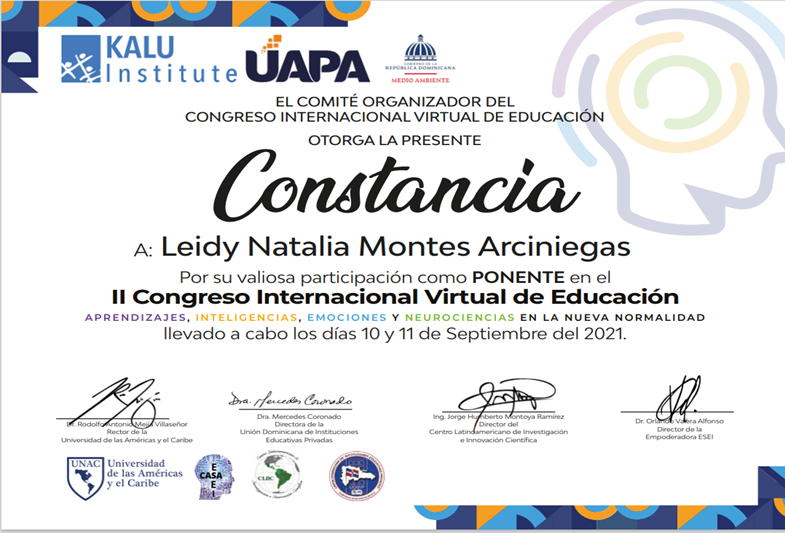 KALU
Institute
UAPA
GOBIERNO DE LA
REPÚBLICA DOMINICANA
MEDIO AMBIENTE
EL COMITÉ ORGANIZADOR DEL
CONGRESO INTERNACIONAL VIRTUAL DE EDUCACIÓN
OTORGA LA PRESENTE
Constancia
A: Leidy Natalia Montes Arciniegas
Por su valiosa participación como PONENTE en el
II Congreso Internacional Virtual de Educación
APRENDIZAJES, INTELIGENCIAS, EMOCIONES Y NEUROCIENCIAS EN LA NUEVA NORMALIDAD
llevado a cabo los días 10 y 11 de Septiembre del 2021.
Dra. Mercedes Coronado
Dr. Rodolfo Antonio Mejía Villaseñor
Rector de la
Universidad de las Américas y el Caribe
Dra. Mercedes Coronado
Directora de la
Unión Dominicana de Instituciones
Educativas Privadas
Ing. Jorge Humberto Montoya Ramírez
Director del
Centro Latinoamericano de Investigación
e Innovación Científica
Dr. Orlando Valera Alfonso
Director de la
Empoderadora ESEI
UNAC
Universidad
de las Américas
y el Caribe
CASA
ESEI
CLIIC